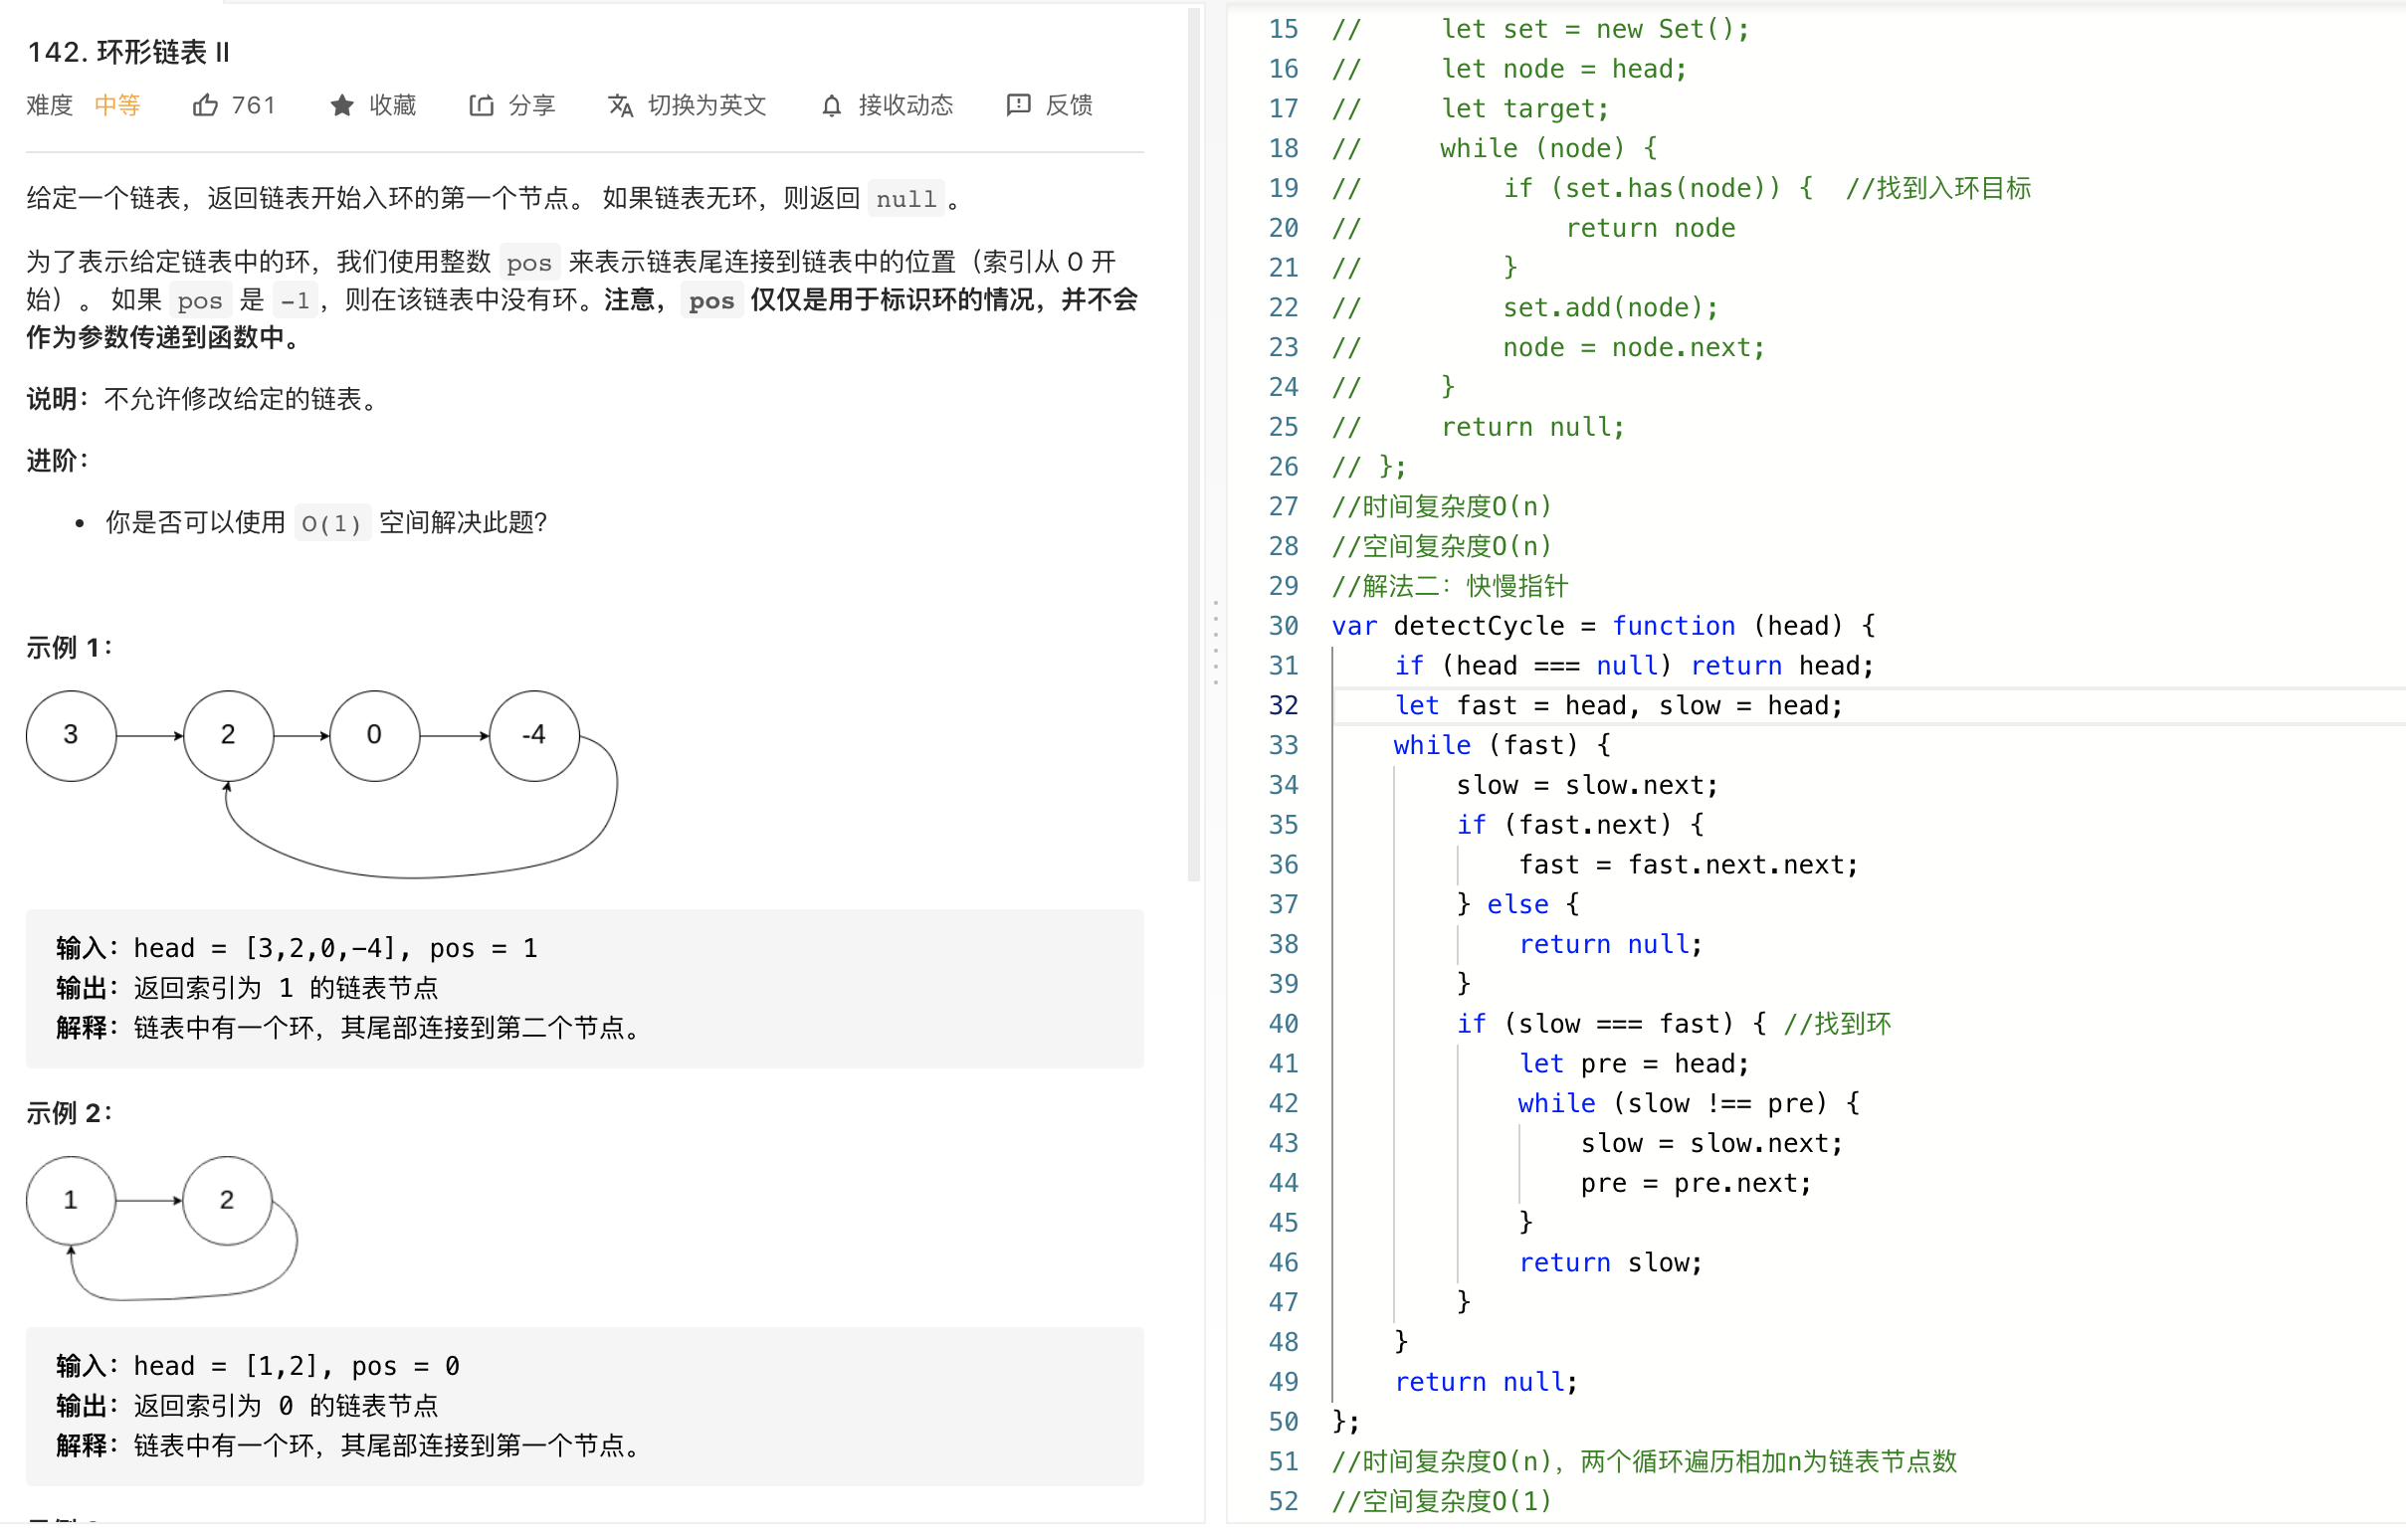 142. 环形链表 II
难度 中等 761 收藏 分享 切换为英文 接收动态 反馈
给定一个链表，返回链表开始入环的第一个节点。 如果链表无环，则返回 null 。
为了表示给定链表中的环，我们使用整数 pos 来表示链表尾连接到链表中的位置（索引从 0 开
始）。 如果 pos 是 -1，则在该链表中没有环。注意，pos 仅仅是用于标识环的情况，并不会
作为参数传递到函数中。
说明：不允许修改给定的链表。
进阶：
• 你是否可以使用 O(1) 空间解决此题？
示例 1：
3 2 0 -4
输入：head = [3,2,0,-4], pos = 1
输出：返回索引为 1 的链表节点
解释：链表中有一个环，其尾部连接到第二个节点。
示例 2：
1 2
输入：head = [1,2], pos = 0
输出：返回索引为 0 的链表节点
解释：链表中有一个环，其尾部连接到第一个节点。
15 //     let set = new Set();
16 //     let node = head;
17 //     let target;
18 //     while (node) {
19 //         if (set.has(node)) {  //找到入环目标
20 //             return node
21 //         }
22 //         set.add(node);
23 //         node = node.next;
24 //     }
25 //     return null;
26 // };
27 //时间复杂度O(n)
28 //空间复杂度O(n)
29 //解法二：快慢指针
30 var detectCycle = function (head) {
31     if (head === null) return head;
32     let fast = head, slow = head;
33     while (fast) {
34         slow = slow.next;
35         if (fast.next) {
36             fast = fast.next.next;
37         } else {
38             return null;
39         }
40         if (slow === fast) { //找到环
41             let pre = head;
42             while (slow !== pre) {
43                 slow = slow.next;
44                 pre = pre.next;
45             }
46             return slow;
47         }
48     }
49     return null;
50 };
51 //时间复杂度O(n)，两个循环遍历相加n为链表节点数
52 //空间复杂度O(1)